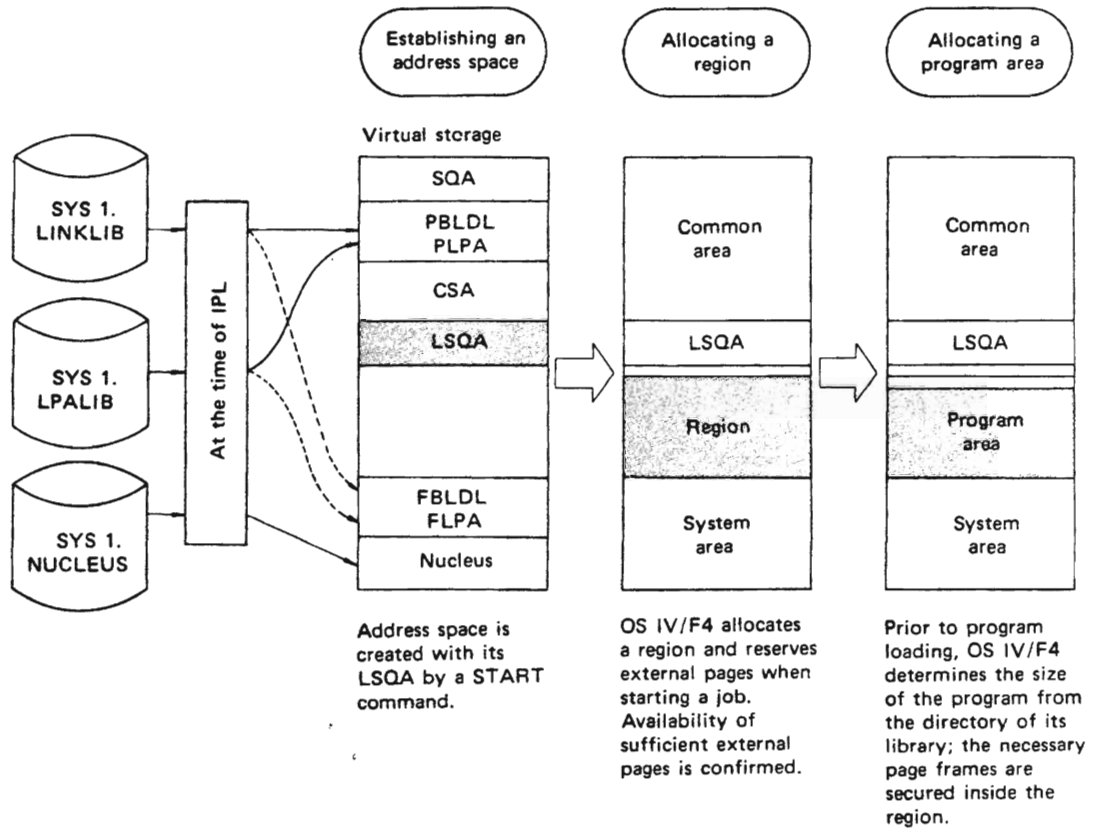 Establishing an
address space
Allocating a
region
Allocating a
program area
Virtual storage
SYS 1.
LINKLIB
SYS 1.
LPALIB
SYS 1.
NUCLEUS
At the time of IPL
SQA
PBLDL
PLPA
CSA
LSQA
FBLDL
FLPA
Nucleus
Common
area
LSQA
Region
System
area
Common
area
LSQA
Program
area
System
area
Address space is
created with its
LSQA by a START
command.
OS IV/F4 allocates
a region and reserves
external pages when
starting a job.
Availability of
sufficient external
pages is confirmed.
Prior to program
loading, OS IV/F4
determines the size
of the program from
the directory of its
library; the necessary
page frames are
secured inside the
region.